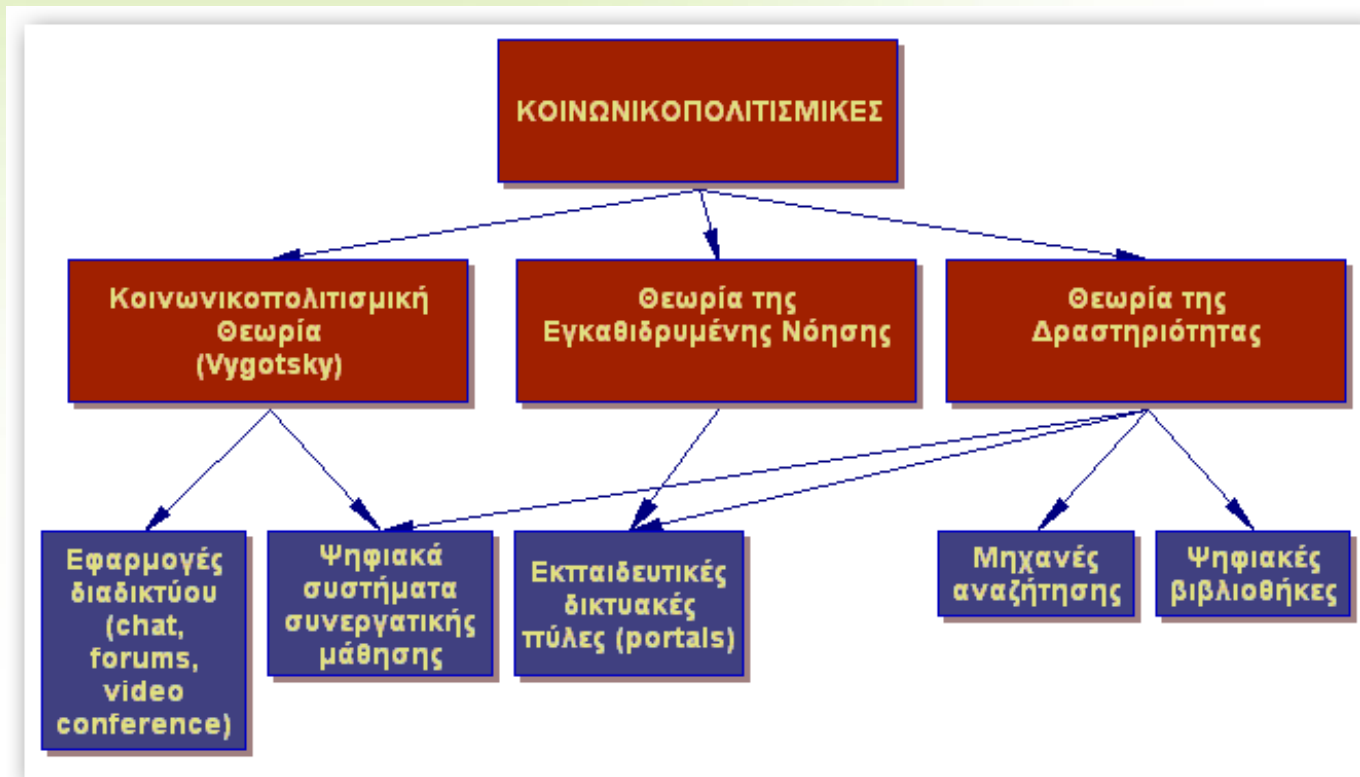 ΚΟΙΝΩΝΙΚΟΠΟΛΙΤΙΣΜΙΚΕΣ
Κοινωνικοπολιτισμική
Θεωρία
(Vygotsky)
Θεωρία της
Εγκαθιδρυμένης Νόησης
Θεωρία της
Δραστηριότητας
Εφαρμογές
διαδικτύου
(chat,
forums,
video
conference)
Ψηφιακά
συστήματα
συνεργατικής
μάθησης
Εκπαιδευτικές
δικτυακές
πύλες (portals)
Μηχανές
αναζήτησης
Ψηφιακές
βιβλιοθήκες